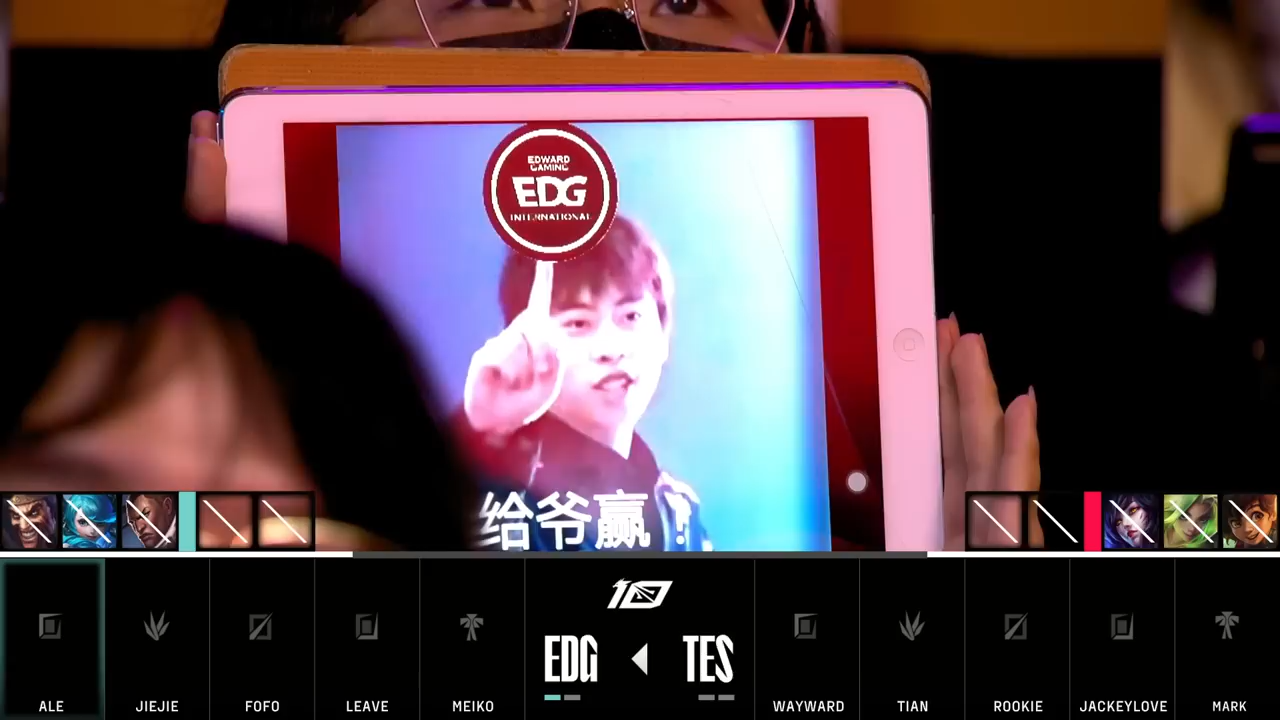 EDWARD
GAMING
EDG
INTERNATIONAL
给爷赢！
10
EDG
TES
ALE
JIEJIE
FOFO
LEAVE
MEIKO
WAYWARD
TIAN
ROOKIE
JACKEYLOVE
MARK